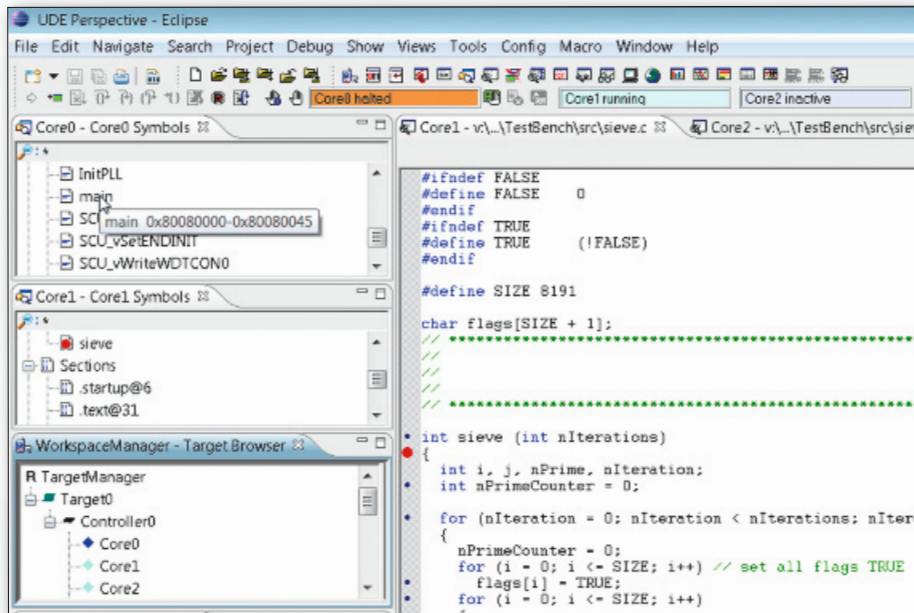 UDE Perspective - Eclipse
File Edit Navigate Search Project Debug Show Views Tools Config Macro Window Help
Core0 halted
Core1 running
Core2 inactive
Core0 - Core0 Symbols
: *
InitPLL
main
SCU
main 0x80080000-0x80080045
SCU_vSetENDINIT
SCU_vWriteWDTCON0
Core1 - Core1 Symbols
: *
sieve
Sections
.startup@6
.text@31
WorkspaceManager - Target Browser
R TargetManager
Target0
Controller0
Core0
Core1
Core2
Core1 - v:\...\TestBench\src\sieve.c
Core2 - v:\...\TestBench\src\siev
#ifndef FALSE
#define FALSE 0
#endif
#ifndef TRUE
#define TRUE (!FALSE)
#endif
#define SIZE 8191
char flags[SIZE + 1];
// **************************************************
//
//
//
// **************************************************
int sieve (int nIterations)
{
int i, j, nPrime, nIteration;
int nPrimeCounter = 0;
for (nIteration = 0; nIteration < nIterations; nIter
{
nPrimeCounter = 0;
for (i = 0; i <= SIZE; i++) // set all flags TRUE
flags[i] = TRUE;
for (i = 0; i <= SIZE; i++)